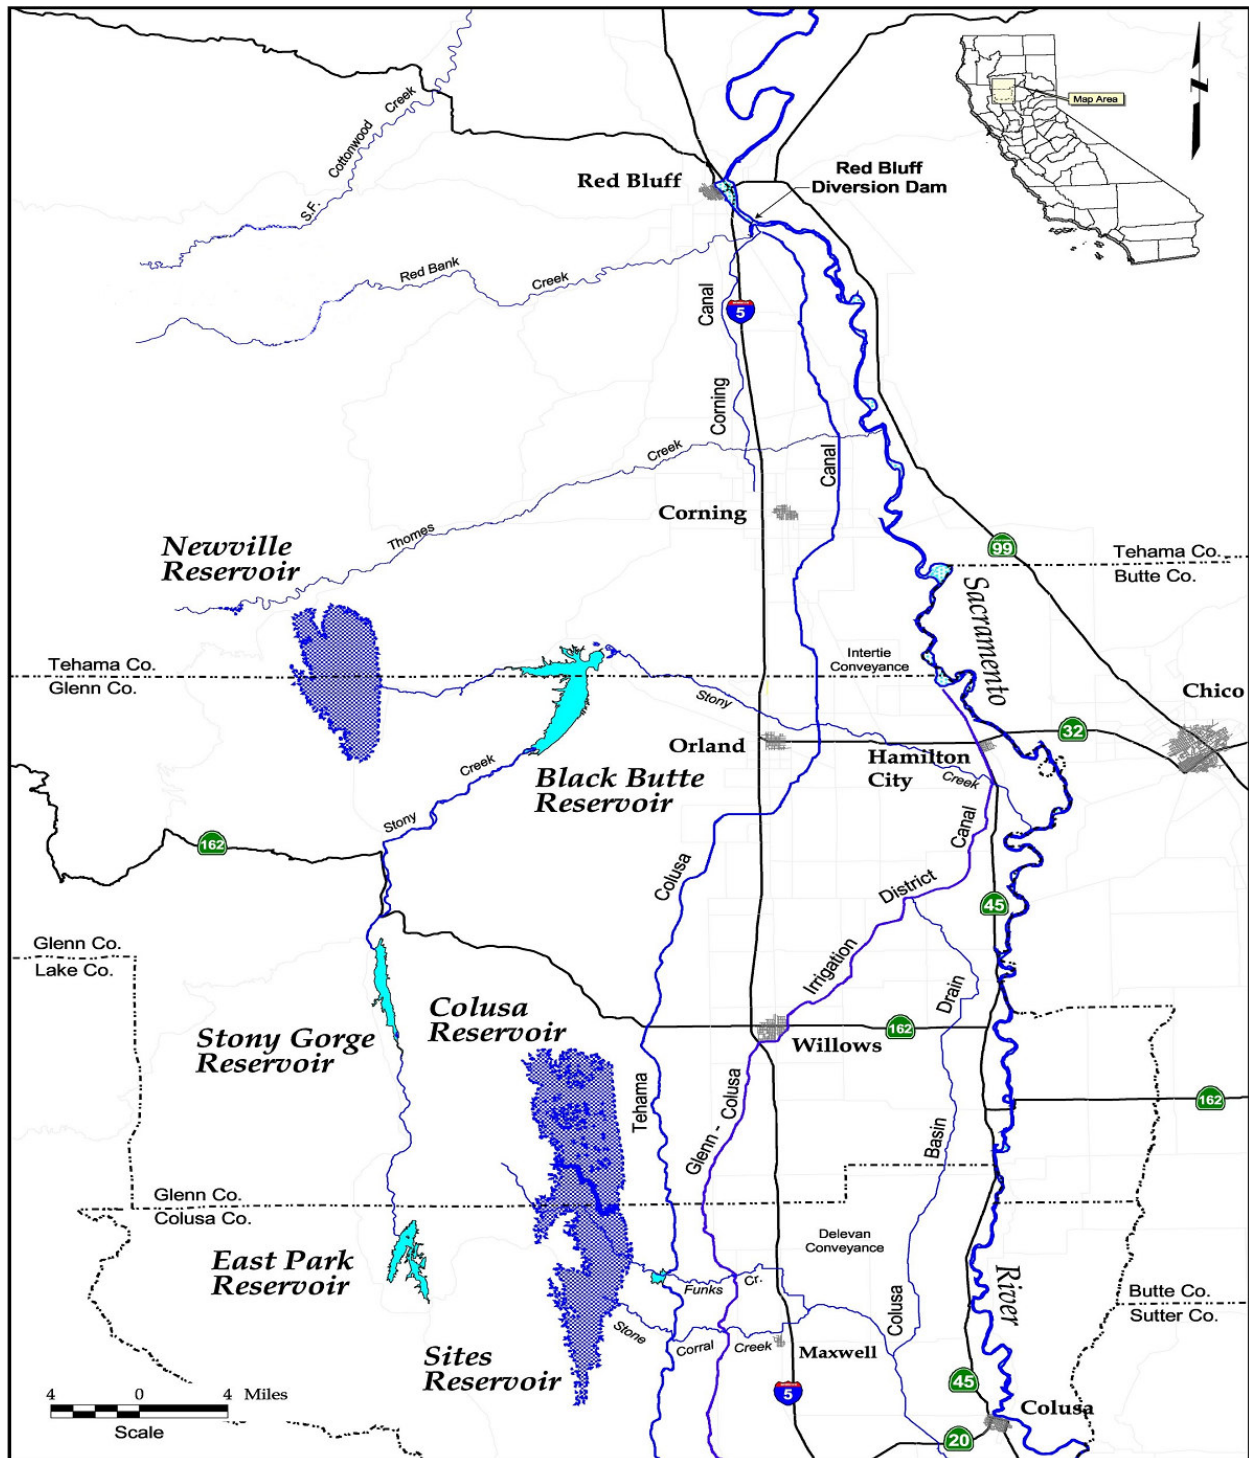 Map Area
N
Red Bluff
Diversion Dam
Red Bluff
S.F.
Cottonwood
Creek
Red Bank
Creek
Canal
5
Corning
Canal
Creek
Thomes
Corning
Newville
Reservoir
99
Tehama Co.
Butte Co.
Sacramento
Intertie
Conveyance
Tehama Co.
Glenn Co.
Stony
Chico
32
Orland
Hamilton
City
Creek
Black Butte
Reservoir
Creek
Stony
162
Canal
Colusa
District
45
Irrigation
Glenn Co.
Lake Co.
Drain
Colusa
Reservoir
Stony Gorge
Reservoir
162
Willows
Tehama
Glenn - Colusa
162
Basin
Glenn Co.
Colusa Co.
Delevan
Conveyance
East Park
Reservoir
Funks
Cr.
River
Butte Co.
Sutter Co.
Colusa
Stone
Corral
Creek
Maxwell
Sites
Reservoir
45
5
4 0 4 Miles
Scale
Colusa
20